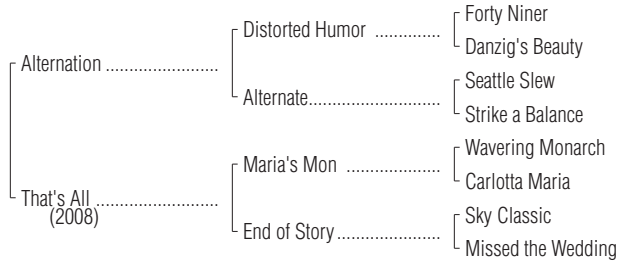 Forty Niner
Distorted Humor ..............
Danzig's Beauty
Alternation ........................
Seattle Slew
Alternate............................
Strike a Balance
Wavering Monarch
Maria's Mon ....................
Carlotta Maria
That's All ..........................
(2008)
Sky Classic
End of Story......................
Missed the Wedding